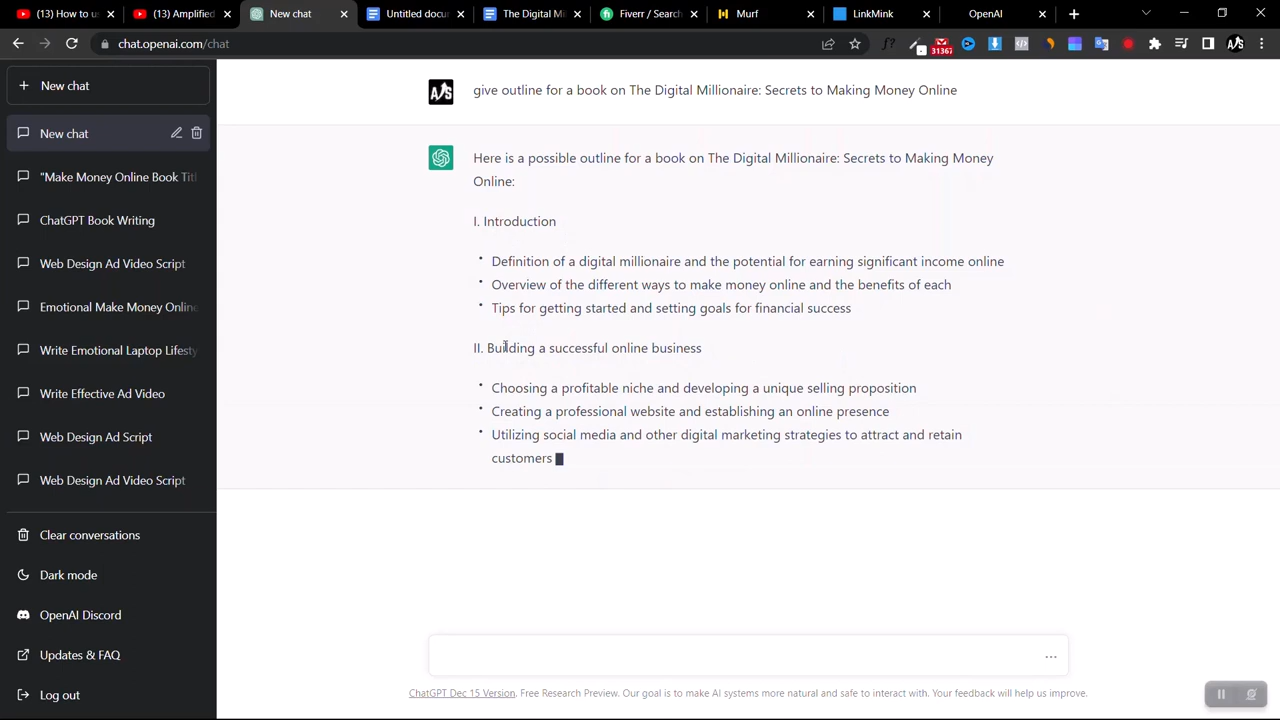 (13) How to us
(13) Amplified
New chat
Untitled docu
The Digital Mi
Fiverr / Search
Murf
LinkMink
OpenAI
chat.openai.com/chat
f?
31367
A/S
New chat
New chat
"Make Money Online Book Titl
ChatGPT Book Writing
Web Design Ad Video Script
Emotional Make Money Online
Write Emotional Laptop Lifesty
Write Effective Ad Video
Web Design Ad Script
Web Design Ad Video Script
Clear conversations
Dark mode
OpenAI Discord
Updates & FAQ
Log out
A/S
give outline for a book on The Digital Millionaire: Secrets to Making Money Online
Here is a possible outline for a book on The Digital Millionaire: Secrets to Making Money
Online:
I. Introduction
• Definition of a digital millionaire and the potential for earning significant income online
• Overview of the different ways to make money online and the benefits of each
• Tips for getting started and setting goals for financial success
II. Building a successful online business
• Choosing a profitable niche and developing a unique selling proposition
• Creating a professional website and establishing an online presence
• Utilizing social media and other digital marketing strategies to attract and retain
customers
ChatGPT Dec 15 Version. Free Research Preview. Our goal is to make AI systems more natural and safe to interact with. Your feedback will help us improve.